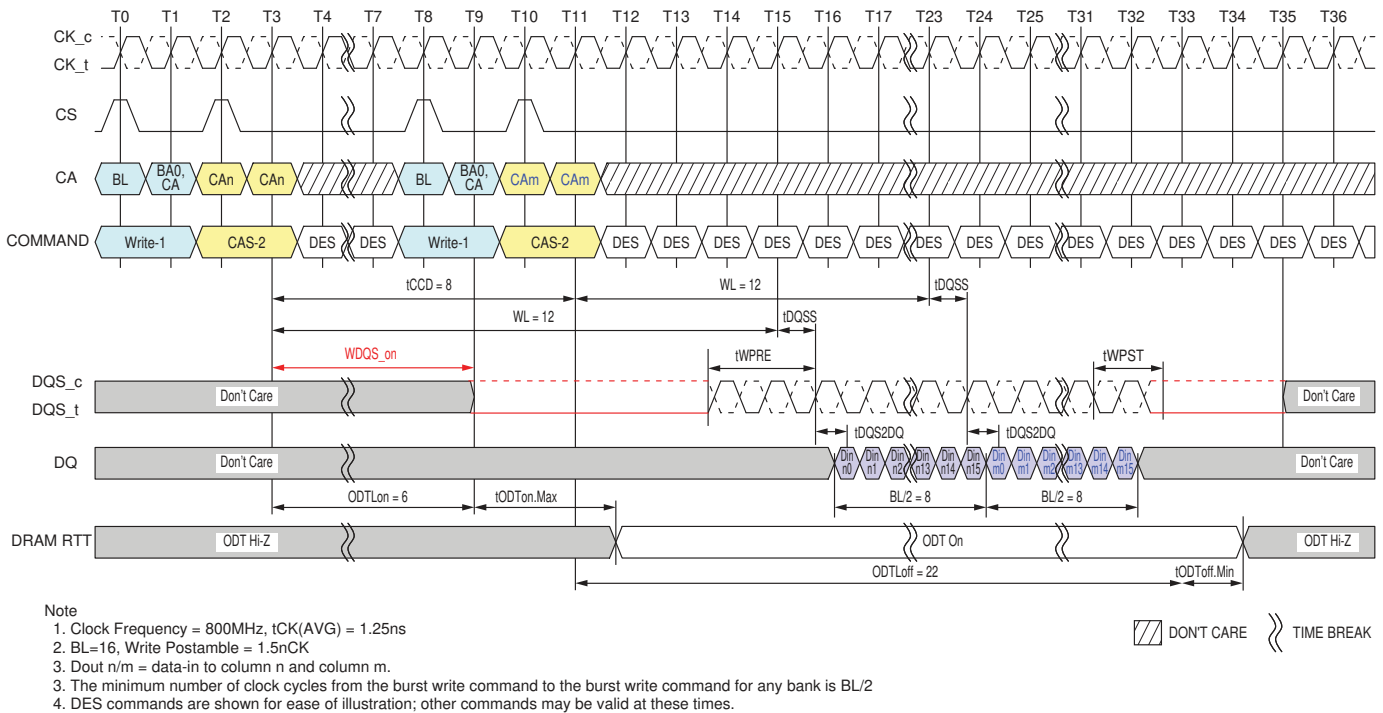 T0 T1 T2 T3 T4 T7 T8 T9 T10 T11 T12 T13 T14 T15 T16 T17 T23 T24 T25 T31 T32 T33 T34 T35 T36
CK_c
CK_t
CS
CA BL BA0, CA CAn CAn BL BA0, CA CAm CAm
COMMAND Write-1 CAS-2 DES DES Write-1 CAS-2 DES DES DES DES DES DES DES DES DES DES DES DES DES DES DES
tCCD = 8 WL = 12 tDQSS
WL = 12 tDQSS
WDQS_on tWPRE tWPST
DQS_c
DQS_t
Don't Care Don't Care
tDQS2DQ tDQS2DQ
DQ Don't Care Din n0 Din n1 Din n2 Din n13 Din n14 Din n15 Din m0 Din m1 Din m2 Din m13 Din m14 Din m15 Don't Care
ODTLon = 6 tODTon.Max BL/2 = 8 BL/2 = 8
DRAM RTT ODT Hi-Z ODT On ODT Hi-Z
ODTLoff = 22 tODToff.Min
Note
1. Clock Frequency = 800MHz, tCK(AVG) = 1.25ns
2. BL=16, Write Postamble = 1.5nCK
3. Dout n/m = data-in to column n and column m.
3. The minimum number of clock cycles from the burst write command to the burst write command for any bank is BL/2
4. DES commands are shown for ease of illustration; other commands may be valid at these times.
DON'T CARE TIME BREAK